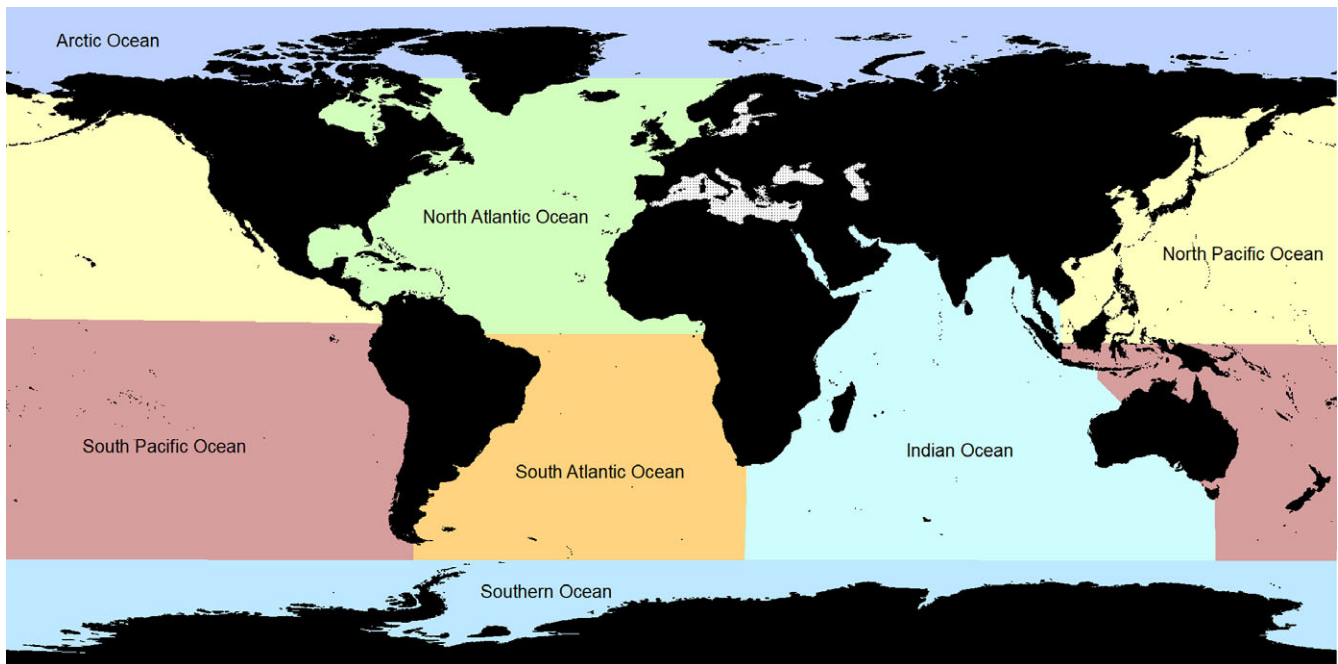 Arctic Ocean
North Atlantic Ocean
North Pacific Ocean
South Pacific Ocean
South Atlantic Ocean
Indian Ocean
Southern Ocean